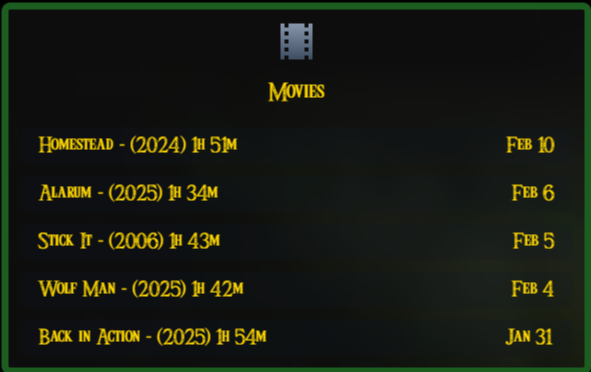 Movies
Homestead - (2024) 1h 51m Feb 10
Alarum - (2025) 1h 34m Feb 6
Stick It - (2006) 1h 43m Feb 5
Wolf Man - (2025) 1h 42m Feb 4
Back in Action - (2025) 1h 54m Jan 31